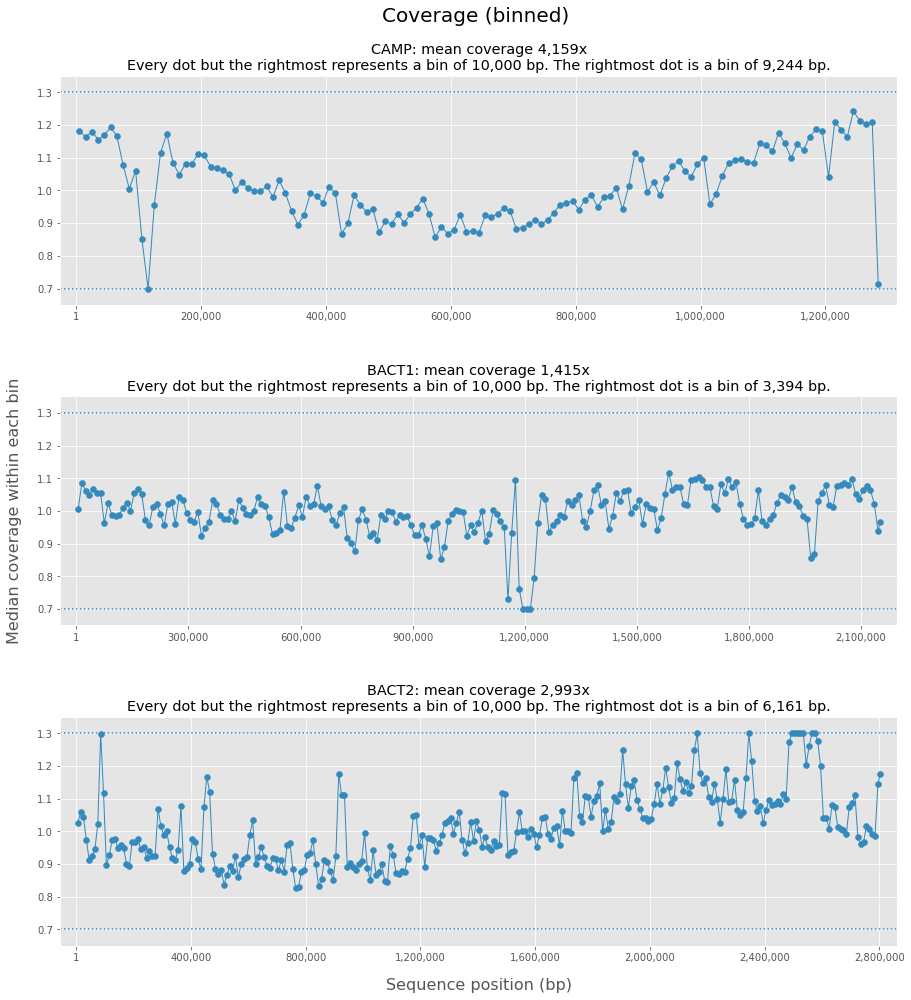 Coverage (binned)
CAMP: mean coverage 4,159x
Every dot but the rightmost represents a bin of 10,000 bp. The rightmost dot is a bin of 9,244 bp.
1.3
1.2
1.1
1.0
0.9
0.8
0.7
1 200,000 400,000 600,000 800,000 1,000,000 1,200,000
BACT1: mean coverage 1,415x
Every dot but the rightmost represents a bin of 10,000 bp. The rightmost dot is a bin of 3,394 bp.
Median coverage within each bin
1.3
1.2
1.1
1.0
0.9
0.8
0.7
1 300,000 600,000 900,000 1,200,000 1,500,000 1,800,000 2,100,000
BACT2: mean coverage 2,993x
Every dot but the rightmost represents a bin of 10,000 bp. The rightmost dot is a bin of 6,161 bp.
1.3
1.2
1.1
1.0
0.9
0.8
0.7
1 400,000 800,000 1,200,000 1,600,000 2,000,000 2,400,000 2,800,000
Sequence position (bp)